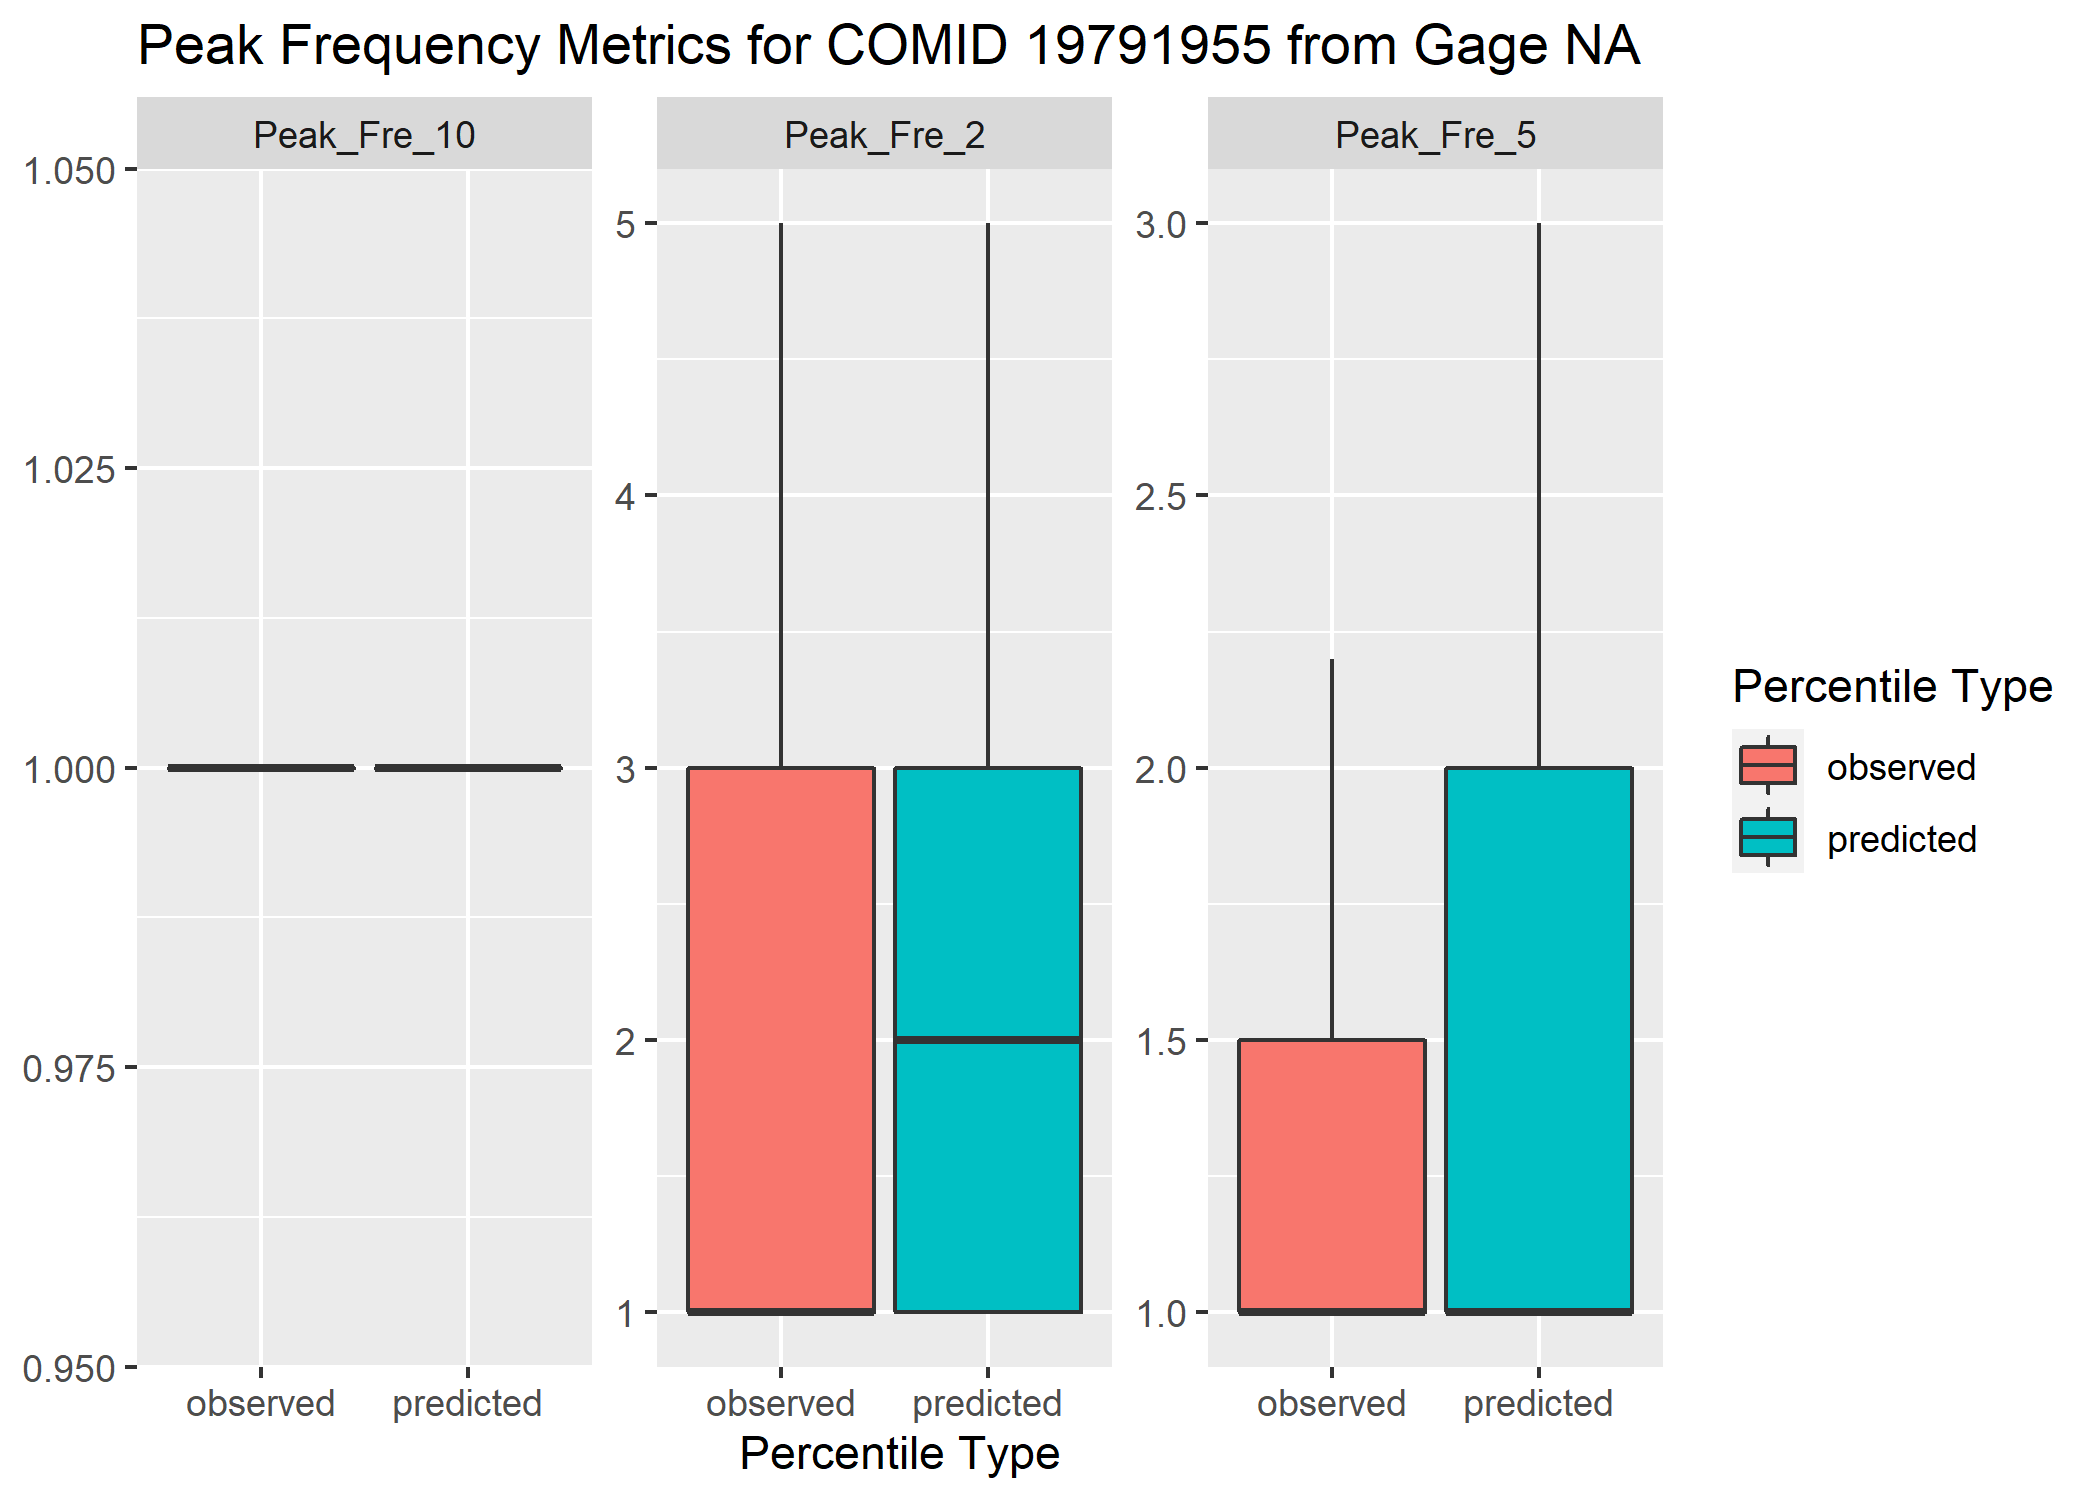 Peak Frequency Metrics for COMID 19791955 from Gage NA
Peak_Fre_10
Peak_Fre_2
Peak_Fre_5
1.050
1.025
1.000
0.975
0.950
5
4
3
2
1
3.0
2.5
2.0
1.5
1.0
observed
predicted
observed
predicted
observed
predicted
Percentile Type
Percentile Type
observed
predicted